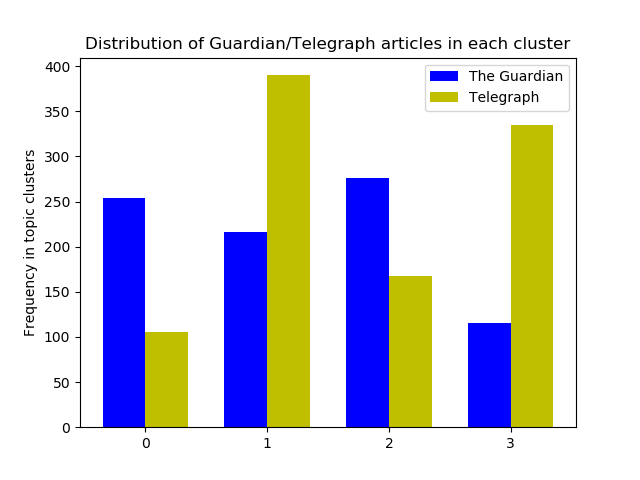 Distribution of Guardian/Telegraph articles in each cluster
The Guardian
Telegraph
Frequency in topic clusters
400
350
300
250
200
150
100
50
0
0 1 2 3